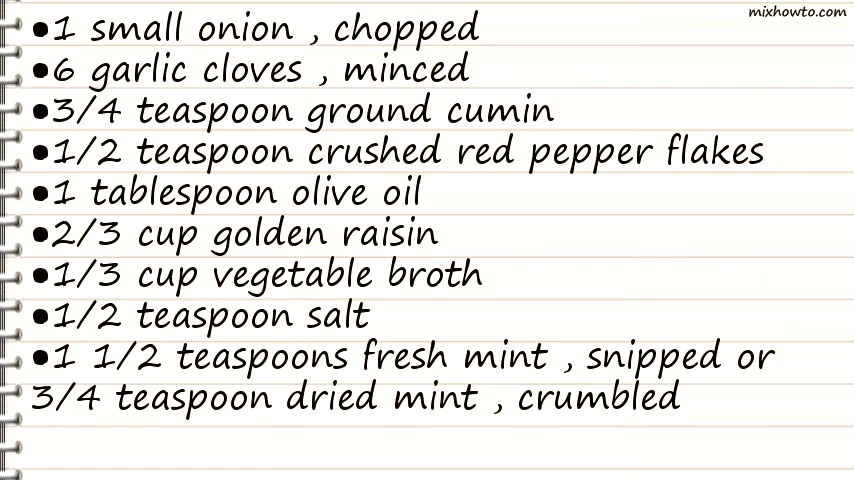 mixhowto.com
•1 small onion , chopped
•6 garlic cloves , minced
•3/4 teaspoon ground cumin
•1/2 teaspoon crushed red pepper flakes
•1 tablespoon olive oil
•2/3 cup golden raisin
•1/3 cup vegetable broth
•1/2 teaspoon salt
•1 1/2 teaspoons fresh mint , snipped or
3/4 teaspoon dried mint , crumbled